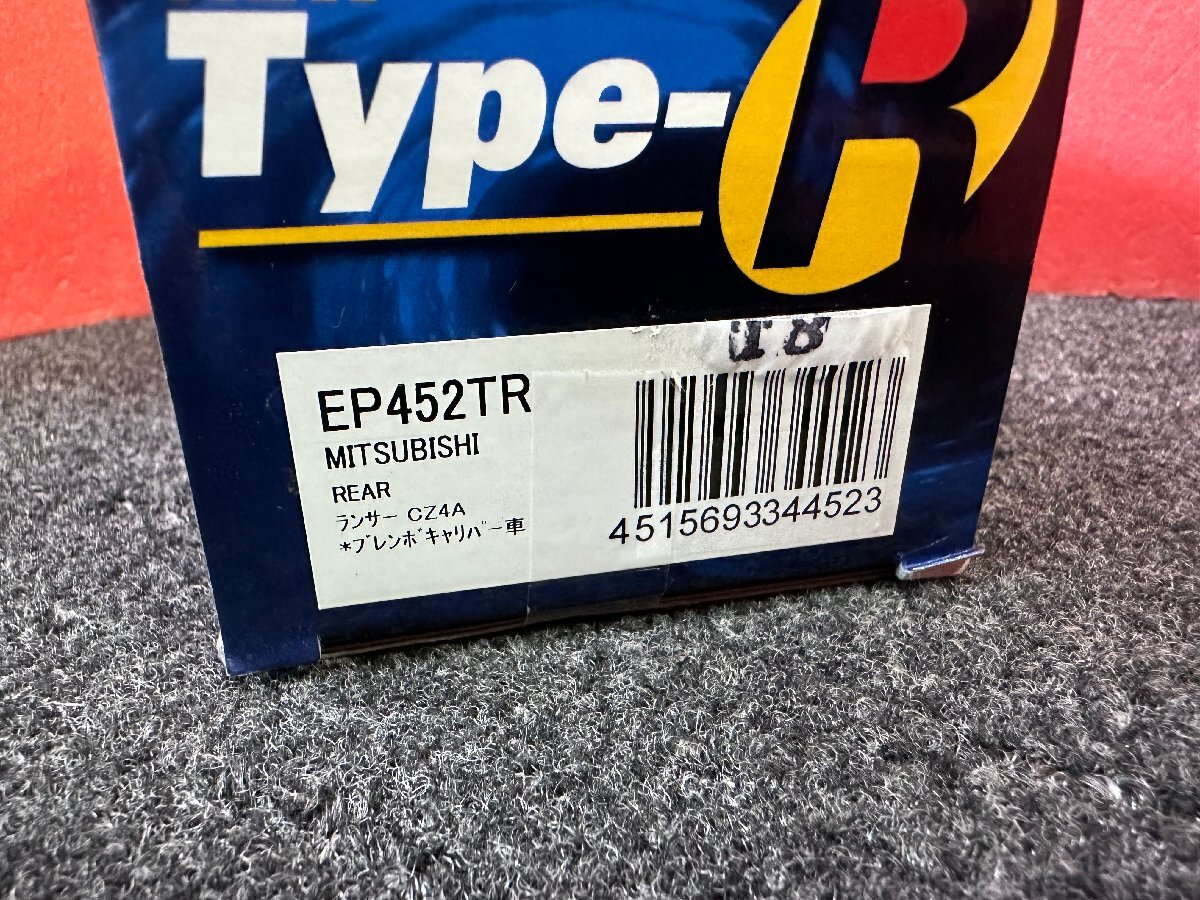 Type-R
T8
EP452TR
MITSUBISHI
REAR
ランサー CZ4A
*ブレンボキャリパー車
4515693344523